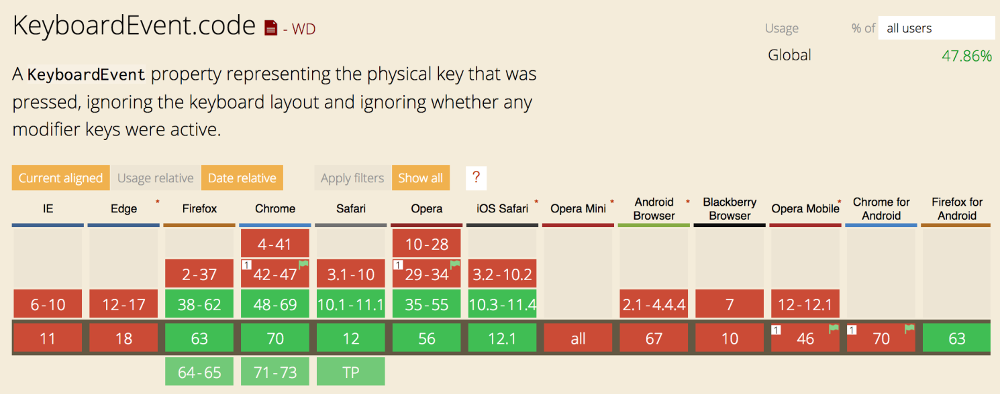 KeyboardEvent.code - WD
Usage % of all users
Global 47.86%
A KeyboardEvent property representing the physical key that was
pressed, ignoring the keyboard layout and ignoring whether any
modifier keys were active.
Current aligned Usage relative Date relative Apply filters Show all ?
IE Edge * Firefox Chrome Safari Opera iOS Safari * Opera Mini * Android Browser * Blackberry Browser Opera Mobile * Chrome for Android Firefox for Android
4-41 10-28
2-37 1 42-47 3.1-10 1 29-34 3.2-10.2
6-10 12-17 38-62 48-69 10.1-11.1 35-55 10.3-11.4 2.1-4.4.4 7 12-12.1
11 18 63 70 12 56 12.1 all 67 10 1 46 1 70 63
64-65 71-73 TP